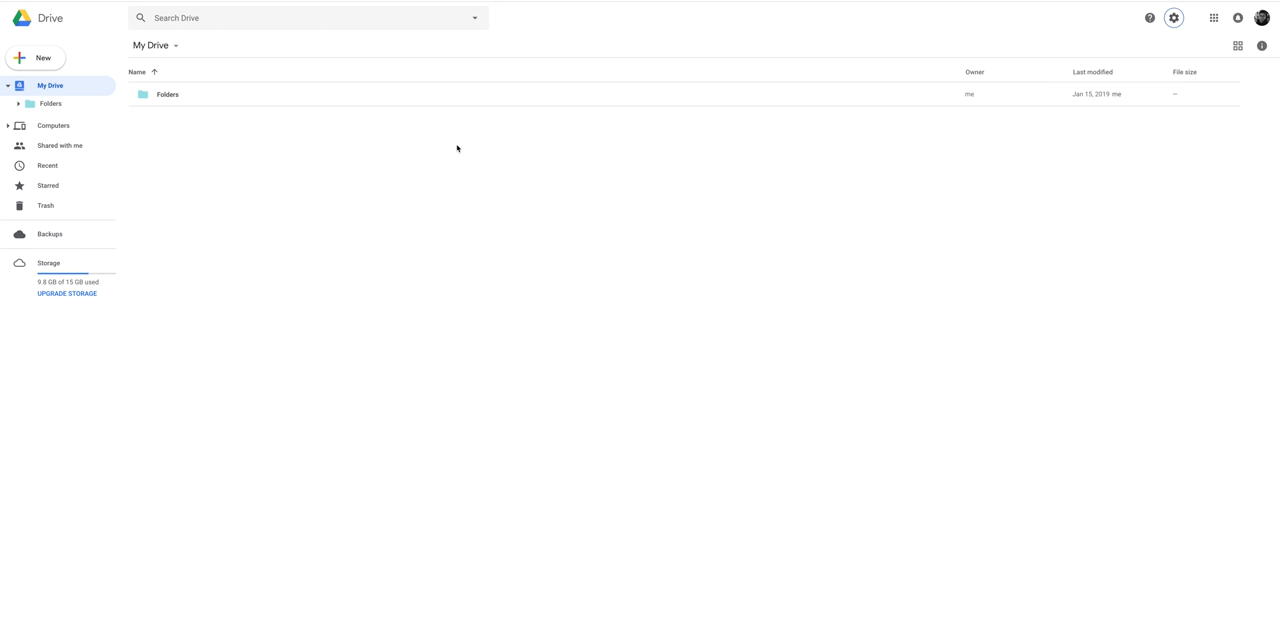 Drive
Search Drive
My Drive
New
Name
Owner
Last modified
File size
My Drive
Folders
me
Jan 15, 2019 me
—
Folders
Computers
Shared with me
Recent
Starred
Trash
Backups
Storage
9.8 GB of 15 GB used
UPGRADE STORAGE